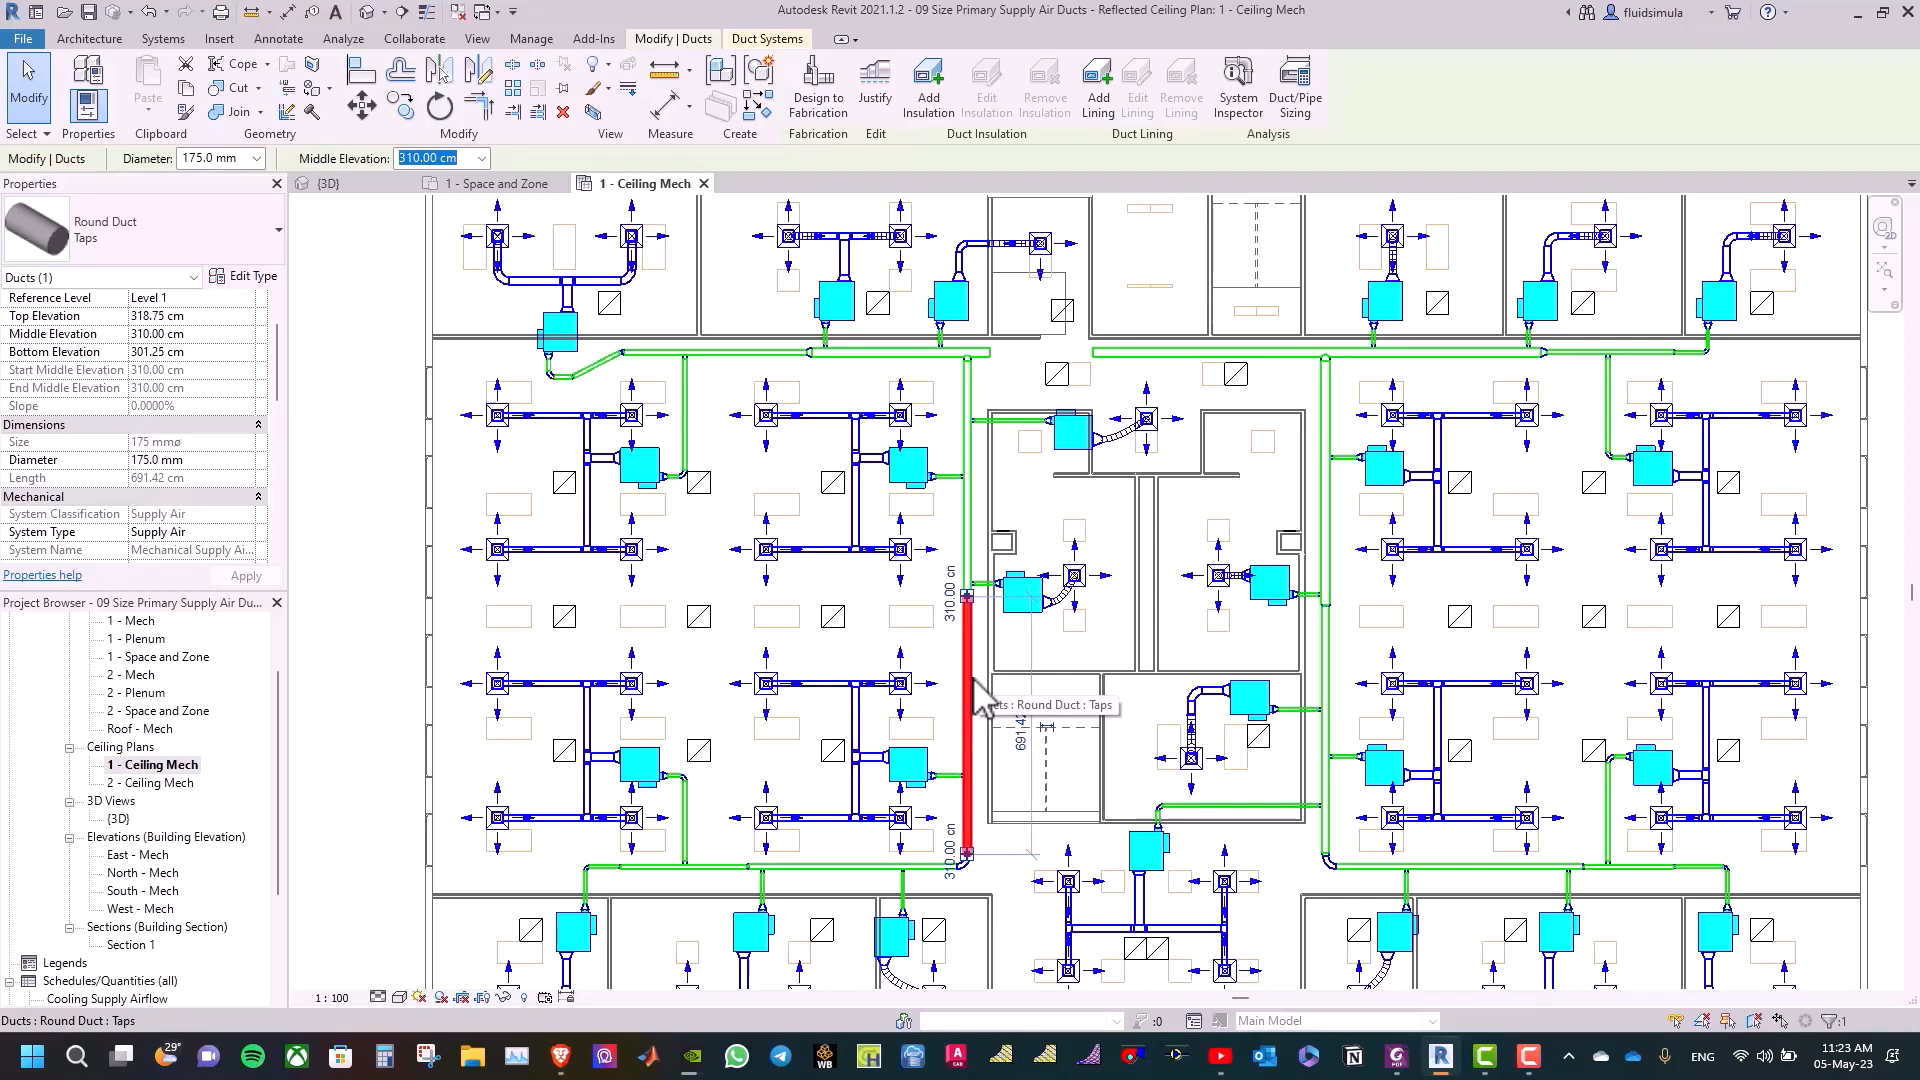 Autodesk Revit 2021.1.2 - 09 Size Primary Supply Air Ducts - Reflected Ceiling Plan: 1 - Ceiling Mech
fluidsimula
File Architecture Systems Insert Annotate Analyze Collaborate View Manage Add-Ins Modify | Ducts Duct Systems
Modify
Paste
Cope
Cut
Join
Design to Fabrication
Justify
Add Insulation
Edit Insulation
Remove Insulation
Add Lining
Edit Lining
Remove Lining
System Inspector
Duct/Pipe Sizing
Select Properties Clipboard Geometry Modify View Measure Create Fabrication Edit Duct Insulation Duct Lining Analysis
Modify | Ducts Diameter: 175.0 mm Middle Elevation: 310.00 cm
Properties
{3D} 1 - Space and Zone 1 - Ceiling Mech
Round Duct
Taps
Ducts (1) Edit Type
Reference Level Level 1
Top Elevation 318.75 cm
Middle Elevation 310.00 cm
Bottom Elevation 301.25 cm
Start Middle Elevation 310.00 cm
End Middle Elevation 310.00 cm
Slope 0.0000%
Dimensions
Size 175 mmø
Diameter 175.0 mm
Length 691.42 cm
Mechanical
System Classification Supply Air
System Type Supply Air
System Name Mechanical Supply Ai...
Properties help Apply
Project Browser - 09 Size Primary Supply Air Du...
1 - Mech
1 - Plenum
1 - Space and Zone
2 - Mech
2 - Plenum
2 - Space and Zone
Roof - Mech
Ceiling Plans
1 - Ceiling Mech
2 - Ceiling Mech
3D Views
{3D}
Elevations (Building Elevation)
East - Mech
North - Mech
South - Mech
West - Mech
Sections (Building Section)
Section 1
Legends
Schedules/Quantities (all)
Cooling Supply Airflow
310.00 cn
: Round Duct : Taps
691.42
310.00 cn
1 : 100
Ducts : Round Duct : Taps
:0
Main Model
:1
29°
ENG
11:23 AM
05-May-23